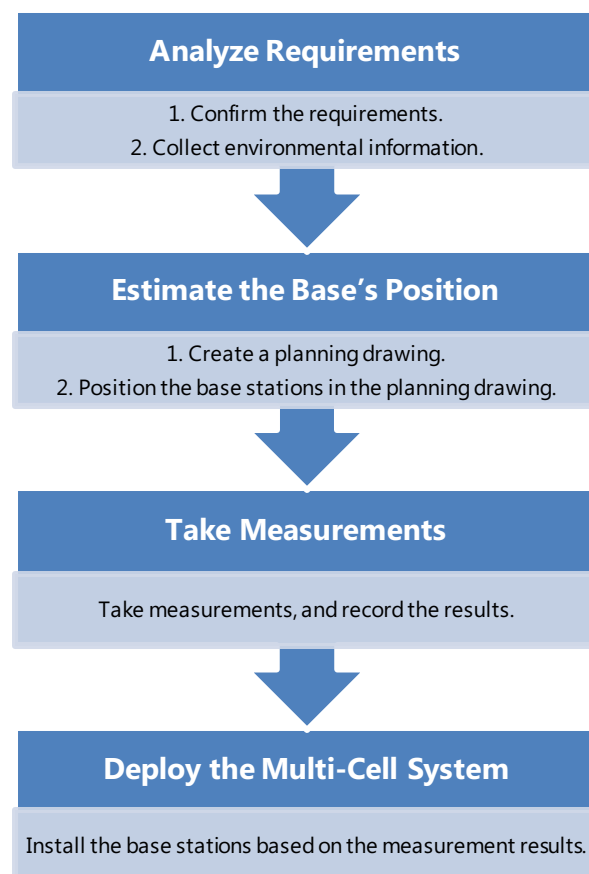 Analyze Requirements
1. Confirm the requirements.
2. Collect environmental information.
Estimate the Base’s Position
1. Create a planning drawing.
2. Position the base stations in the planning drawing.
Take Measurements
Take measurements, and record the results.
Deploy the Multi-Cell System
Install the base stations based on the measurement results.